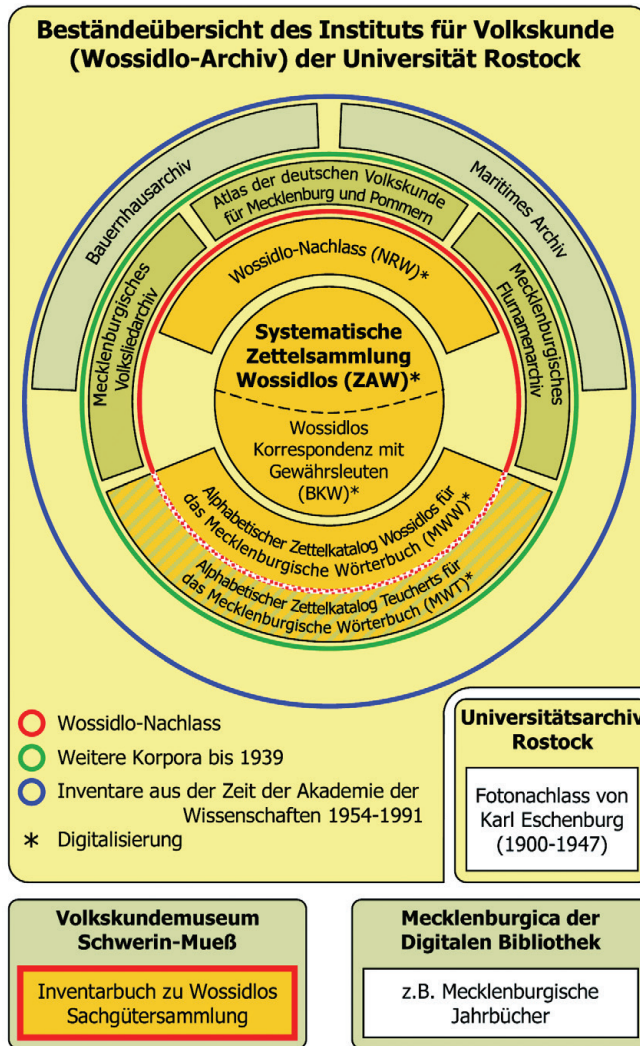 Beständeübersicht des Instituts für Volkskunde
(Wossidlo-Archiv) der Universität Rostock
Bauernhausarchiv
Maritimes Archiv
Mecklenburgisches
Volksliedarchiv
Atlas der deutschen Volkskunde
für Mecklenburg und Pommern
Mecklenburgisches
Flurnamenarchiv
Wossidlo-Nachlass (NRW)*
Systematische
Zettelsammlung
Wossidlos (ZAW)*
Wossidlos
Korrespondenz mit
Gewährsleuten
(BKW)*
Alphabetischer Zettelkatalog Wossidlos für
das Mecklenburgische Wörterbuch (MWW)*
Alphabetischer Zettelkatalog Teucherts für
das Mecklenburgische Wörterbuch (MWT)*
Wossidlo-Nachlass
Weitere Korpora bis 1939
Inventare aus der Zeit der Akademie der
Wissenschaften 1954-1991
* Digitalisierung
Universitätsarchiv
Rostock
Fotonachlass von
Karl Eschenburg
(1900-1947)
Volkskundemuseum
Schwerin-Mueß
Inventarbuch zu Wossidlos
Sachgütersammlung
Mecklenburgica der
Digitalen Bibliothek
z.B. Mecklenburgische
Jahrbücher